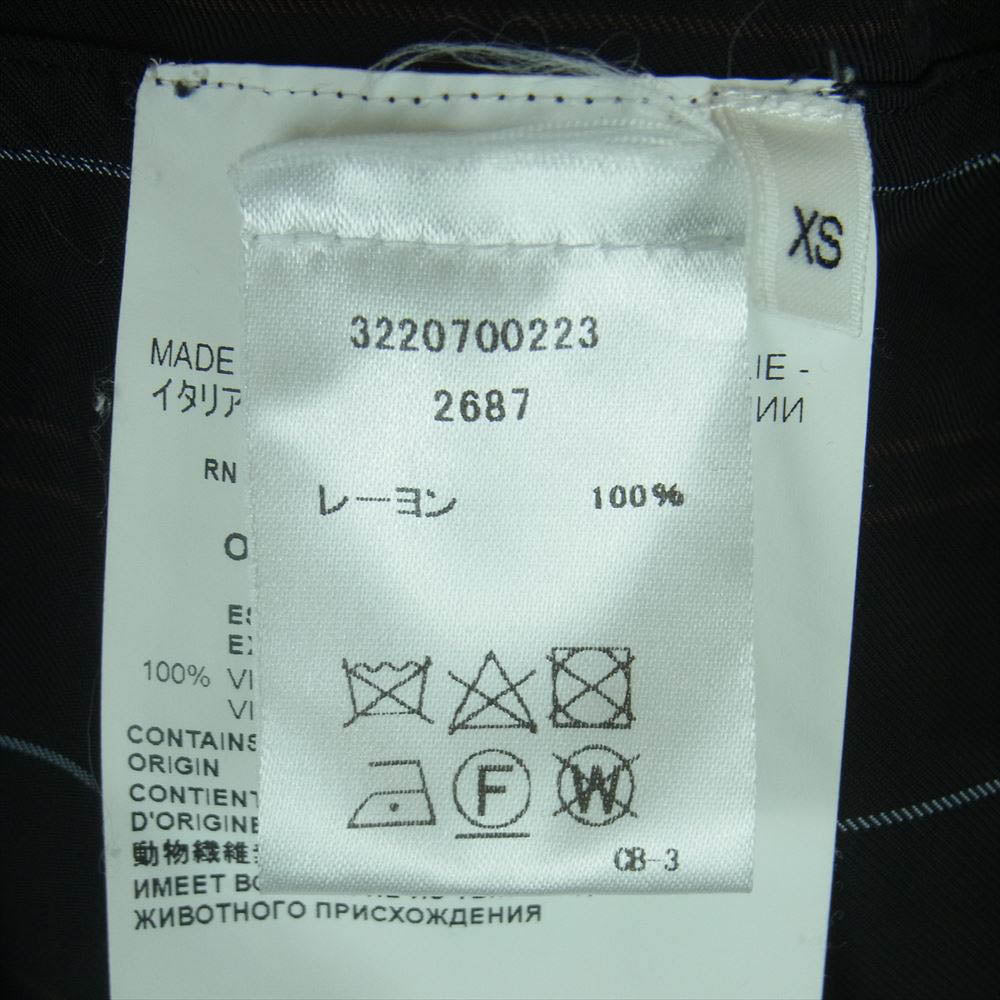 XS
3220700223
2687
レーヨン 100%
F W
CB-3
MADE IE -
イタリア ИИ
RN
100%
CONTAINS
ORIGIN
CONTIENT
D'ORIGINE
動物繊維
ИМЕЕТ
ЖИВОТНОГО ПРИСХОЖДЕНИЯ